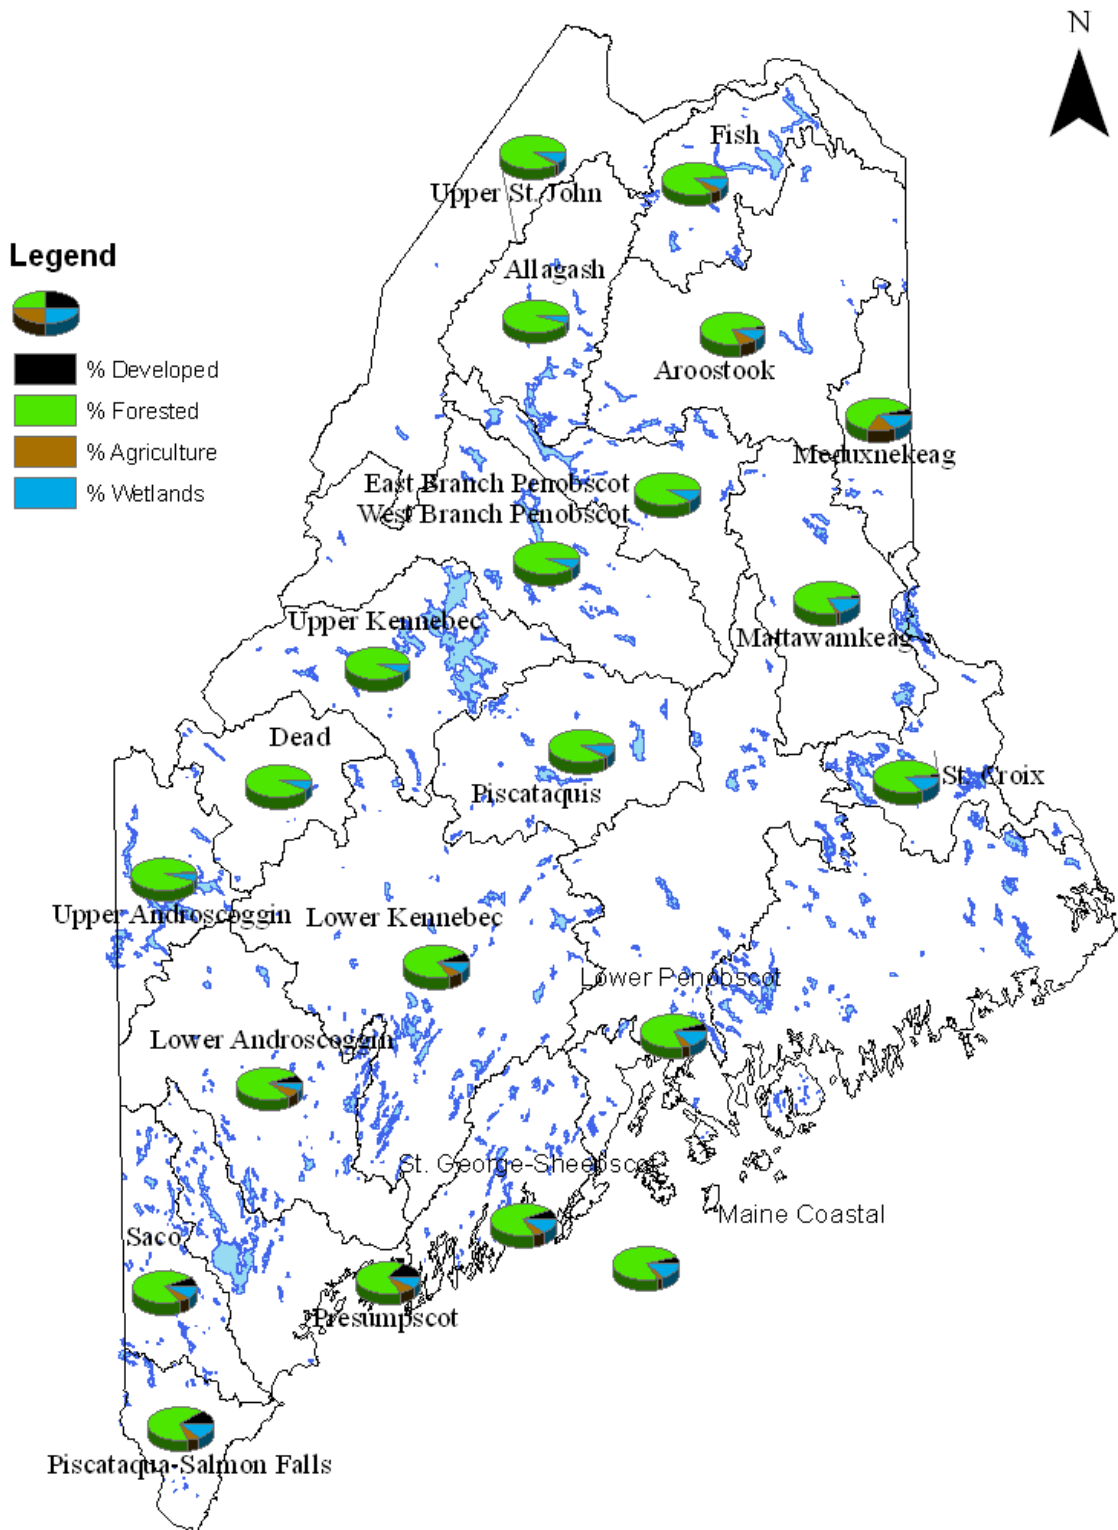 N
Fish
Upper St. John
Legend
Allagash
% Developed
Aroostook
% Forested
% Agriculture
Meduxnekeag
% Wetlands
East Branch Penobscot
West Branch Penobscot
Upper Kennebec
Mattawamkeag
Dead
St. Croix
Piscataquis
Upper Androscoggin
Lower Kennebec
Lower Penobscot
Lower Androscoggin
St. George-Sheepscot
Maine Coastal
Saco
Presumpscot
Piscataqua-Salmon Falls